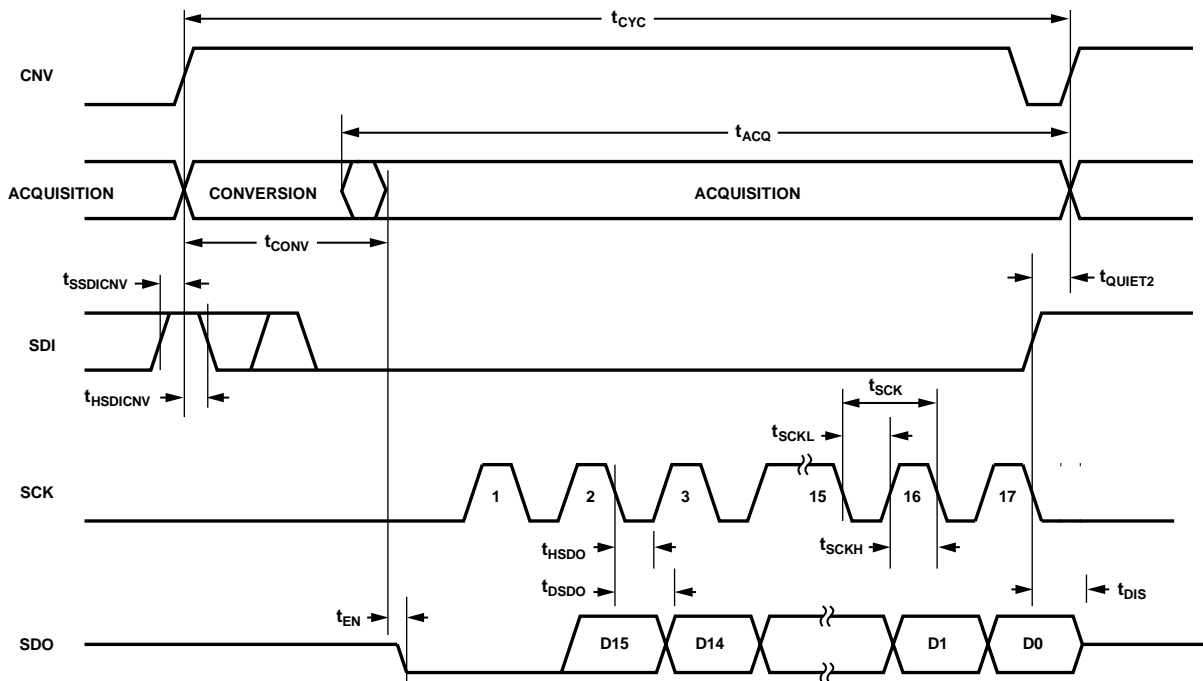 tCYC
CNV
tACQ
ACQUISITION CONVERSION ACQUISITION
tCONV
tSSDICNV tQUIET2
SDI
tHSDICNV tSCK
tSCKL
SCK 1 2 3 15 16 17
tHSDO tSCKH
tDSDO tDIS
tEN
SDO D15 D14 D1 D0